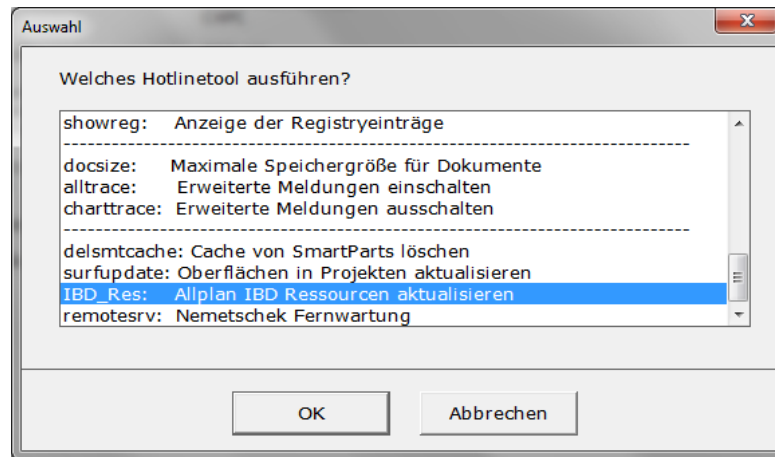 Auswahl
Welches Hotlinetool ausführen?
showreg: Anzeige der Registryeinträge
--------------------------------------------------------------------------------
docsize: Maximale Speichergröße für Dokumente
alltrace: Erweiterte Meldungen einschalten
charttrace: Erweiterte Meldungen ausschalten
--------------------------------------------------------------------------------
delsmtcache: Cache von SmartParts löschen
surfupdate: Oberflächen in Projekten aktualisieren
IBD_Res: Allplan IBD Ressourcen aktualisieren
remotesrv: Nemetschek Fernwartung
OK Abbrechen